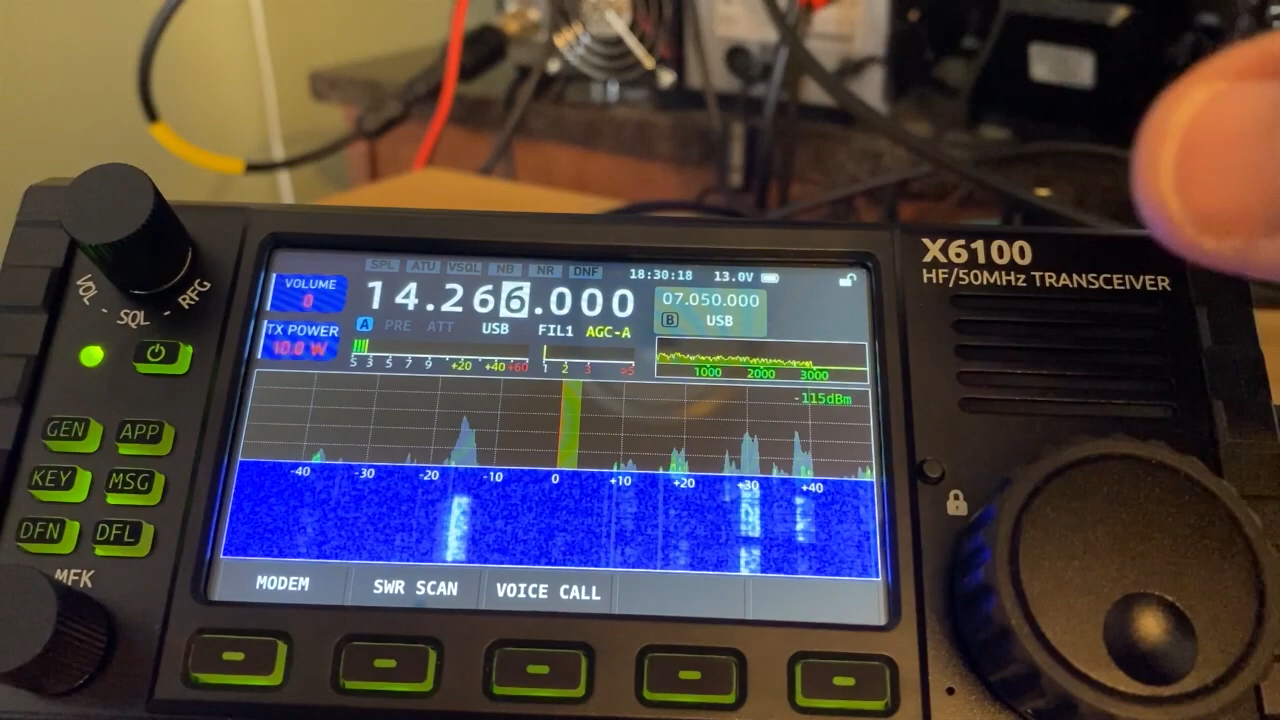 X6100
HF/50MHz TRANSCEIVER
VOL - SQL - RFG
SPL ATU VSQL NB NR DNF 18:30:18 13.0V
VOLUME
0
14.266.000
07.050.000
TX POWER
10.0 W
A PRE ATT USB FIL1 AGC-A
B USB
S 3 5 7 9 +20 +40 +60 1 2 3 >5
1000 2000 3000
-115dBm
-40 -30 -20 -10 0 +10 +20 +30 +40
MODEM SWR SCAN VOICE CALL
GEN APP
KEY MSG
DFN DFL
MFK